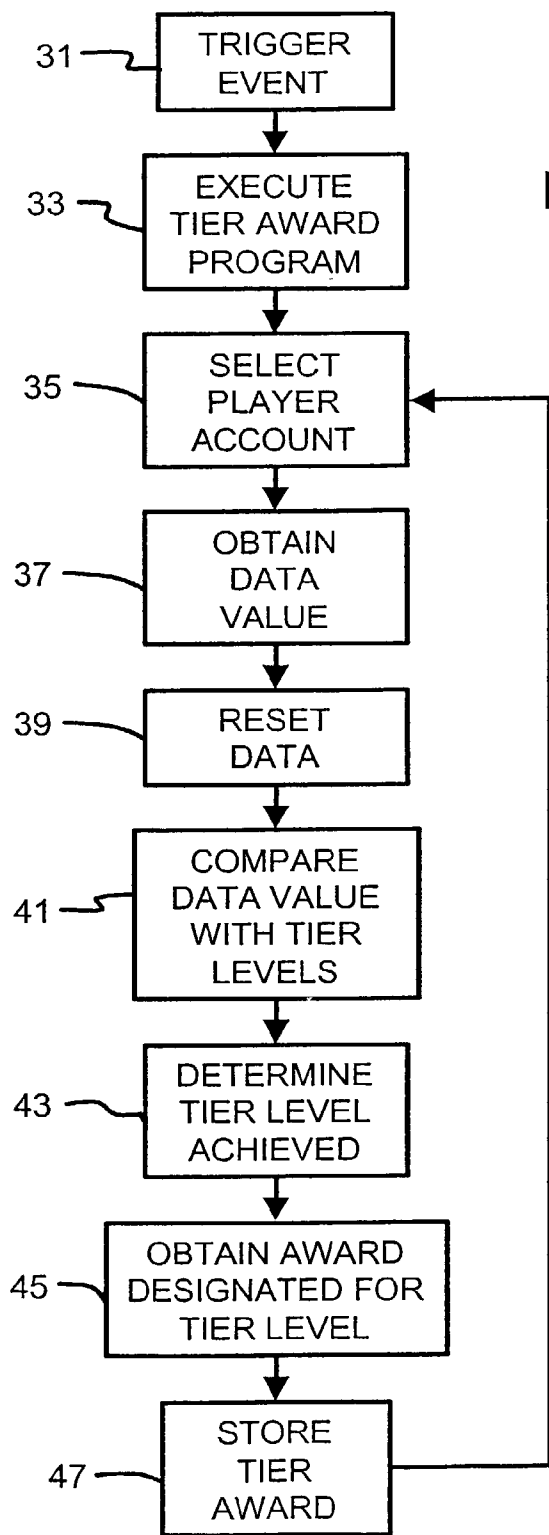 31
TRIGGER
EVENT
33
EXECUTE
TIER AWARD
PROGRAM
35
SELECT
PLAYER
ACCOUNT
37
OBTAIN
DATA
VALUE
39
RESET
DATA
41
COMPARE
DATA VALUE
WITH TIER
LEVELS
43
DETERMINE
TIER LEVEL
ACHIEVED
45
OBTAIN AWARD
DESIGNATED FOR
TIER LEVEL
47
STORE
TIER
AWARD